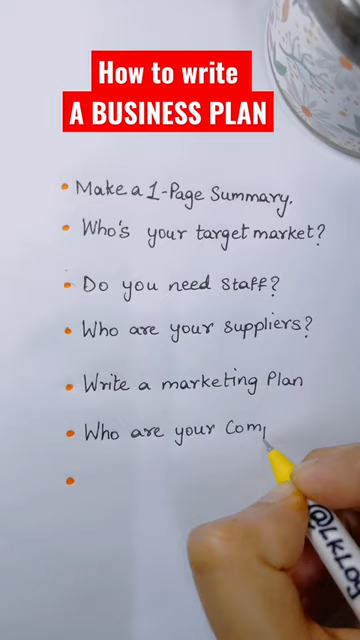 How to write
A BUSINESS PLAN
Make a 1-Page Summary.
Who's your target market?
Do you need staff?
Who are your suppliers?
Write a marketing Plan
Who are your Com
@LKLOG